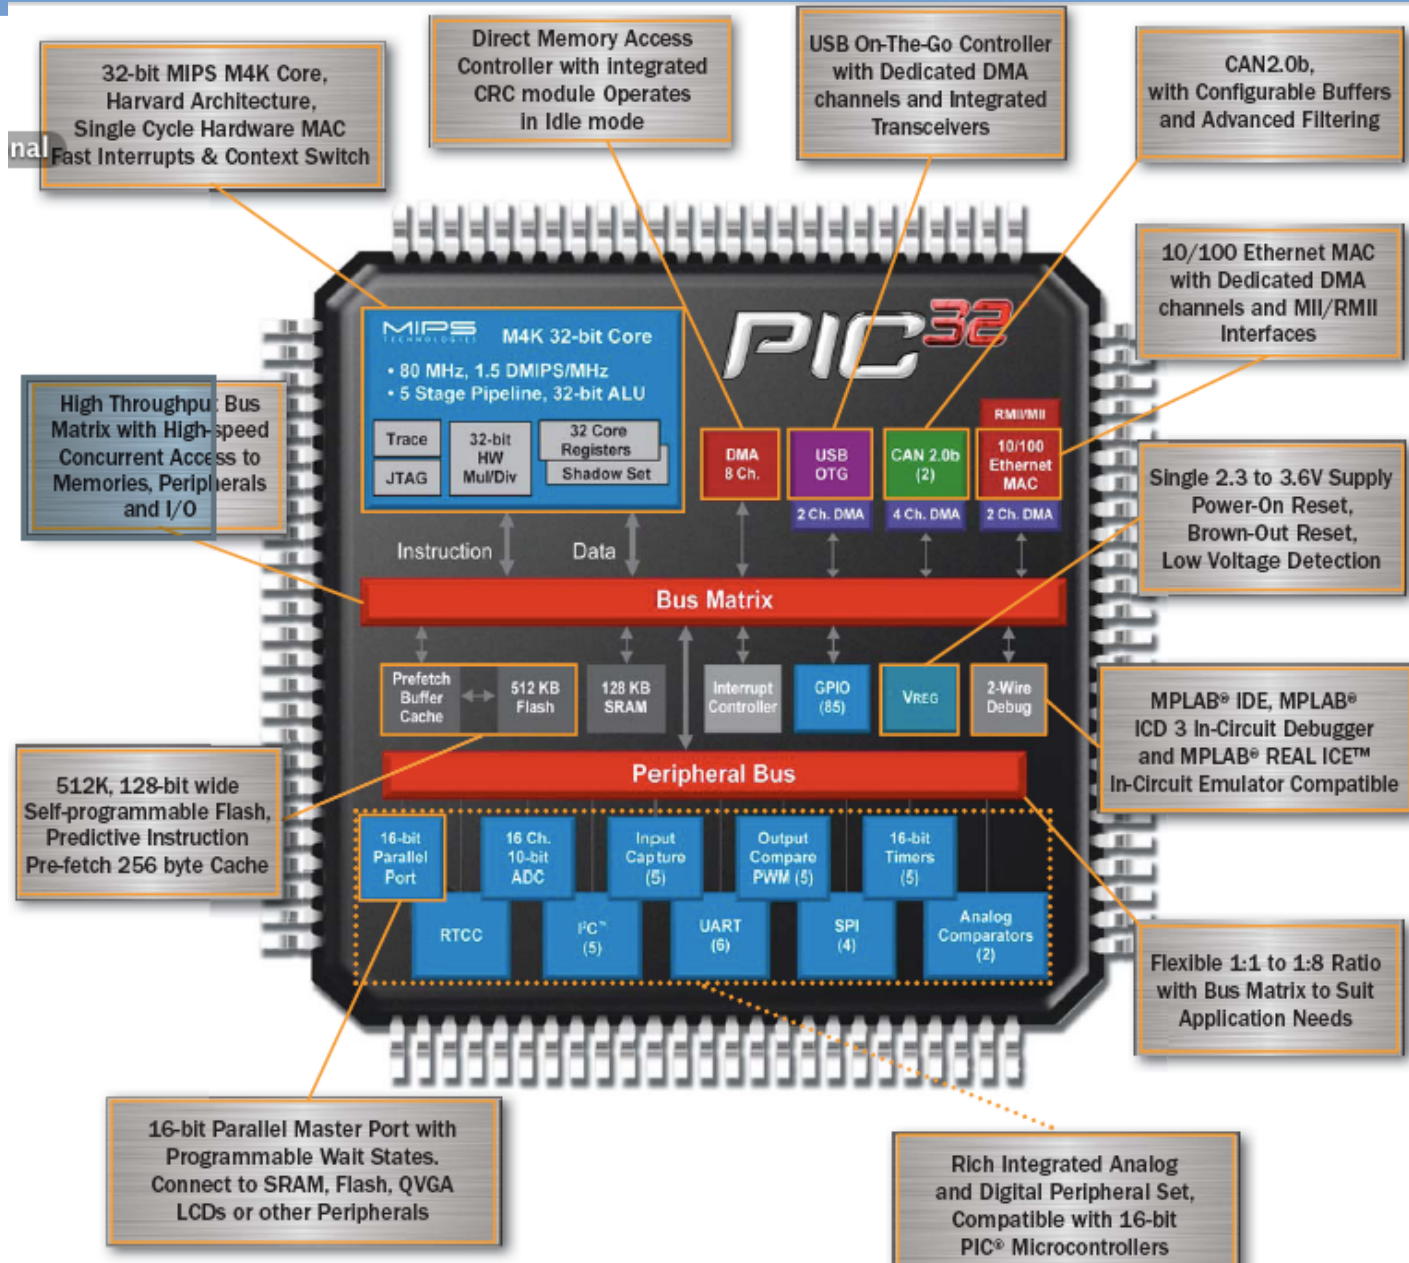 32-bit MIPS M4K Core,
Harvard Architecture,
Single Cycle Hardware MAC
Fast Interrupts & Context Switch
nal
Direct Memory Access
Controller with integrated
CRC module Operates
in Idle mode
USB On-The-Go Controller
with Dedicated DMA
channels and Integrated
Transceivers
CAN2.0b,
with Configurable Buffers
and Advanced Filtering
10/100 Ethernet MAC
with Dedicated DMA
channels and MII/RMII
Interfaces
PIC32
MIPS
TECHNOLOGIES
M4K 32-bit Core
• 80 MHz, 1.5 DMIPS/MHz
• 5 Stage Pipeline, 32-bit ALU
Trace
JTAG
32-bit
HW
Mul/Div
32 Core
Registers
Shadow Set
DMA
8 Ch.
USB
OTG
2 Ch. DMA
CAN 2.0b
(2)
4 Ch. DMA
RMII/MII
10/100
Ethernet
MAC
2 Ch. DMA
High Throughput Bus
Matrix with High-speed
Concurrent Access to
Memories, Peripherals
and I/O
Single 2.3 to 3.6V Supply
Power-On Reset,
Brown-Out Reset,
Low Voltage Detection
Instruction
Data
Bus Matrix
Prefetch
Buffer
Cache
512 KB
Flash
128 KB
SRAM
Interrupt
Controller
GPIO
(85)
VREG
2-Wire
Debug
MPLAB® IDE, MPLAB®
ICD 3 In-Circuit Debugger
and MPLAB® REAL ICE™
In-Circuit Emulator Compatible
Peripheral Bus
512K, 128-bit wide
Self-programmable Flash,
Predictive Instruction
Pre-fetch 256 byte Cache
16-bit
Parallel
Port
16 Ch.
10-bit
ADC
Input
Capture
(5)
Output
Compare
PWM (5)
16-bit
Timers
(5)
RTCC
I²C™
(5)
UART
(6)
SPI
(4)
Analog
Comparators
(2)
Flexible 1:1 to 1:8 Ratio
with Bus Matrix to Suit
Application Needs
16-bit Parallel Master Port with
Programmable Wait States.
Connect to SRAM, Flash, QVGA
LCDs or other Peripherals
Rich Integrated Analog
and Digital Peripheral Set,
Compatible with 16-bit
PIC® Microcontrollers